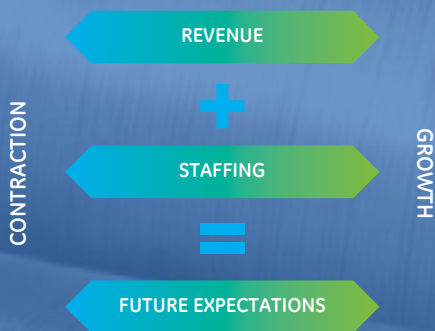 REVENUE
+
CONTRACTION
STAFFING
GROWTH
=
FUTURE EXPECTATIONS